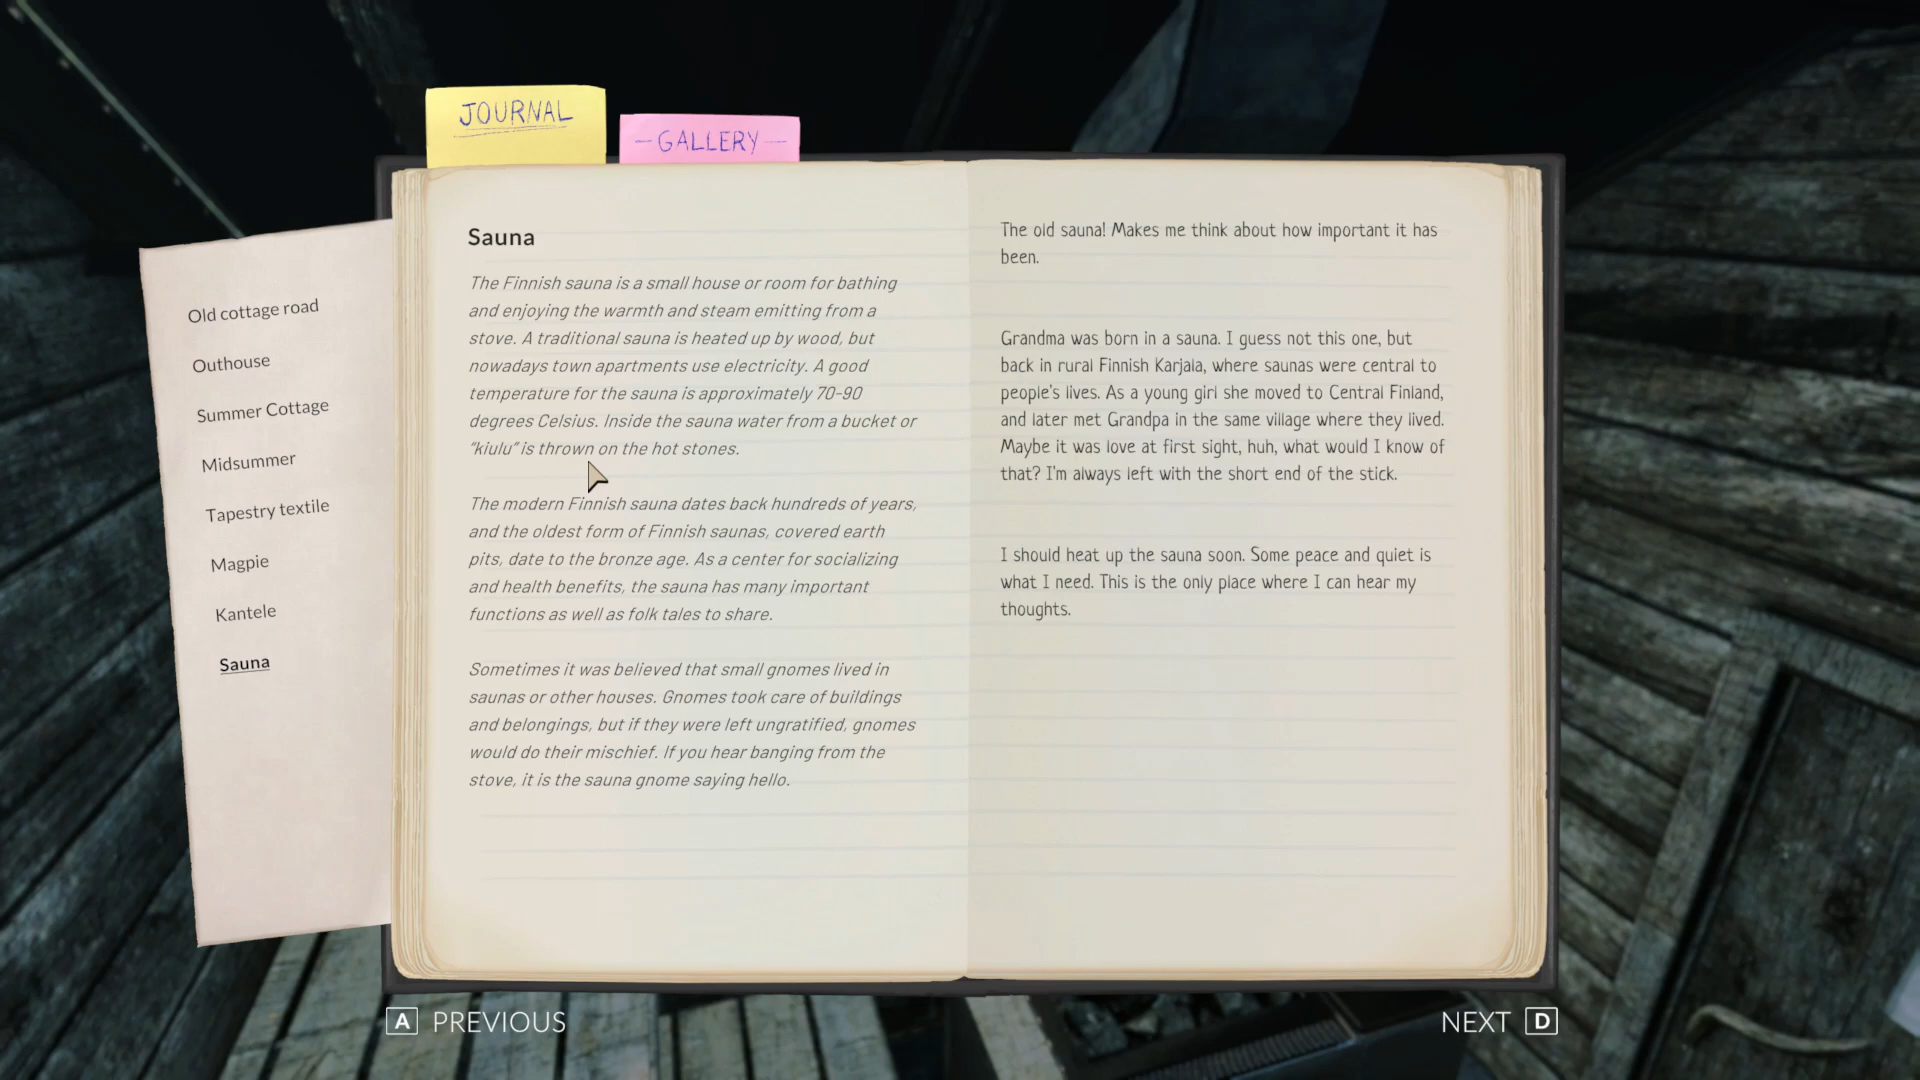 JOURNAL
—GALLERY—
Old cottage road
Outhouse
Summer Cottage
Midsummer
Tapestry textile
Magpie
Kantele
Sauna
Sauna
The Finnish sauna is a small house or room for bathing
and enjoying the warmth and steam emitting from a
stove. A traditional sauna is heated up by wood, but
nowadays town apartments use electricity. A good
temperature for the sauna is approximately 70-90
degrees Celsius. Inside the sauna water from a bucket or
“kiulu” is thrown on the hot stones.
The modern Finnish sauna dates back hundreds of years,
and the oldest form of Finnish saunas, covered earth
pits, date to the bronze age. As a center for socializing
and health benefits, the sauna has many important
functions as well as folk tales to share.
Sometimes it was believed that small gnomes lived in
saunas or other houses. Gnomes took care of buildings
and belongings, but if they were left ungratified, gnomes
would do their mischief. If you hear banging from the
stove, it is the sauna gnome saying hello.
The old sauna! Makes me think about how important it has
been.
Grandma was born in a sauna. I guess not this one, but
back in rural Finnish Karjala, where saunas were central to
people's lives. As a young girl she moved to Central Finland,
and later met Grandpa in the same village where they lived.
Maybe it was love at first sight, huh, what would I know of
that? I'm always left with the short end of the stick.
I should heat up the sauna soon. Some peace and quiet is
what I need. This is the only place where I can hear my
thoughts.
A PREVIOUS
NEXT D